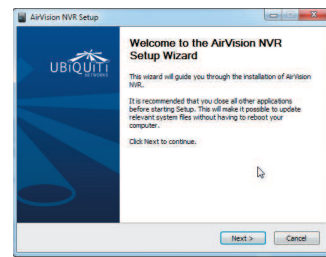 AirVision NVR Setup
UBIQUITI
NETWORKS
Welcome to the AirVision NVR
Setup Wizard
This wizard will guide you through the installation of AirVision
NVR.
It is recommended that you close all other applications
before starting Setup. This will make it possible to update
relevant system files without having to reboot your
computer.
Click Next to continue.
Next >
Cancel